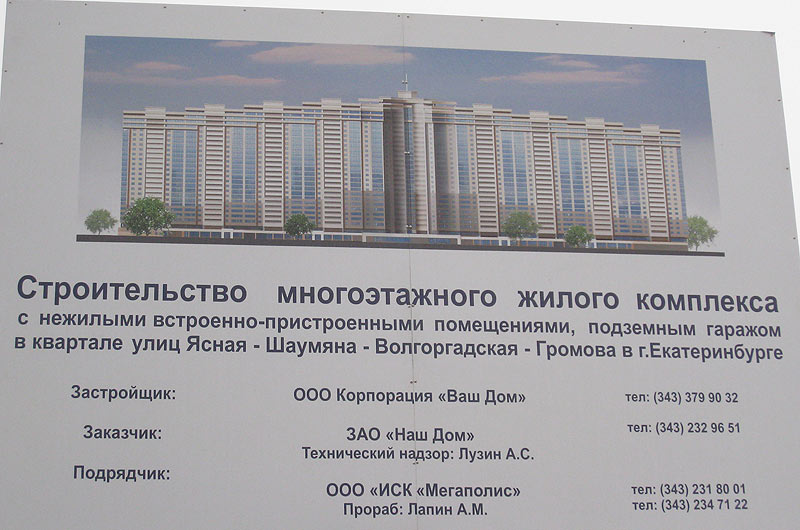 Строительство многоэтажного жилого комплекса
с нежилыми встроенно-пристроенными помещениями, подземным гаражом
в квартале улиц Ясная - Шаумяна - Волгоргадская - Громова в г.Екатеринбурге
Застройщик: ООО Корпорация «Ваш Дом» тел: (343) 379 90 32
Заказчик: ЗАО «Наш Дом» тел: (343) 232 96 51
Технический надзор: Лузин А.С.
Подрядчик:
ООО «ИСК «Мегаполис» тел: (343) 231 80 01
Прораб: Лапин А.М. тел: (343) 234 71 22